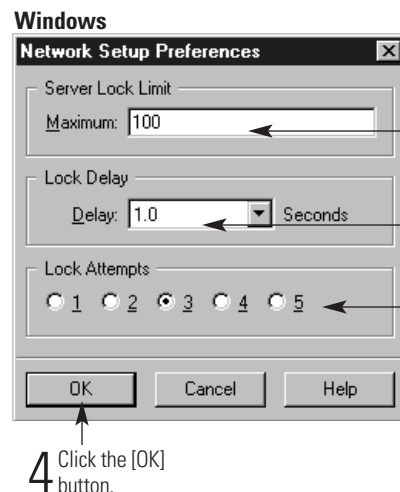 Windows
Network Setup Preferences
Server Lock Limit
Maximum: 100
Lock Delay
Delay: 1.0 Seconds
Lock Attempts
1 2 3 4 5
OK Cancel Help
4 Click the [OK]
button.